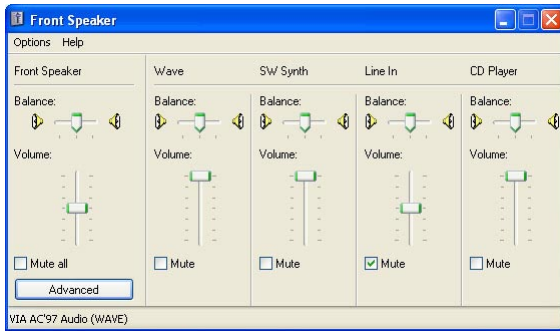 Front Speaker
Options Help
Front Speaker
Balance:
Volume:
Mute all
Advanced
Wave
Balance:
Volume:
Mute
SW Synth
Balance:
Volume:
Mute
Line In
Balance:
Volume:
Mute
CD Player
Balance:
Volume:
Mute
VIA AC'97 Audio (WAVE)